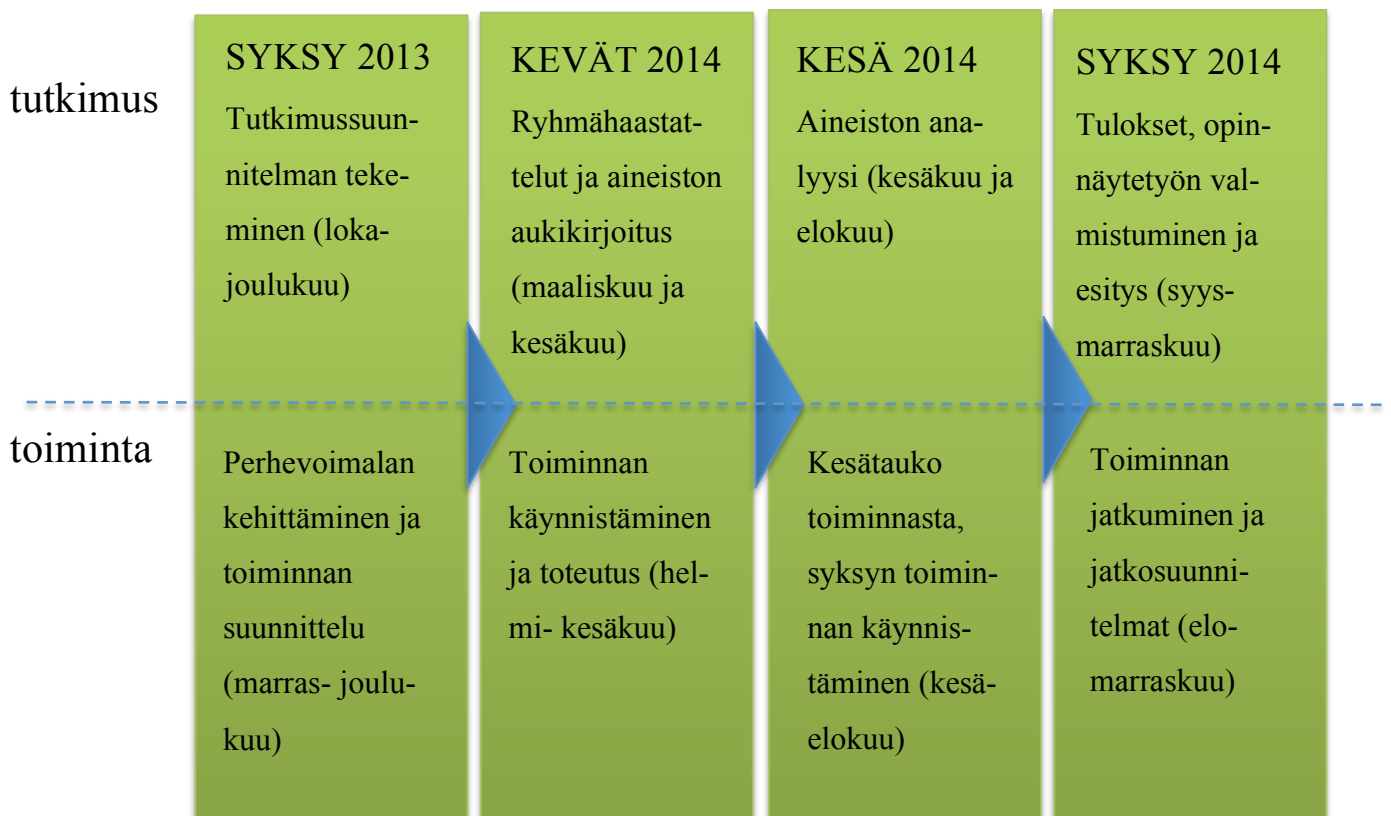 tutkimus
SYKSY 2013
Tutkimussuun-
nitelman teke-
minen (loka-
joulukuu)
KEVÄT 2014
Ryhmähaastat-
telut ja aineiston
aukikirjoitus
(maaliskuu ja
kesäkuu)
KESÄ 2014
Aineiston ana-
lyysi (kesäkuu ja
elokuu)
SYKSY 2014
Tulokset, opin-
näytetyön val-
mistuminen ja
esitys (syys-
marraskuu)
toiminta
Perhevoimalan
kehittäminen ja
toiminnan
suunnittelu
(marras- joulu-
kuu)
Toiminnan
käynnistäminen
ja toteutus (hel-
mi- kesäkuu)
Kesätauko
toiminnasta,
syksyn toimin-
nan käynnis-
täminen (kesä-
elokuu)
Toiminnan
jatkuminen ja
jatkosuunni-
telmat (elo-
marraskuu)